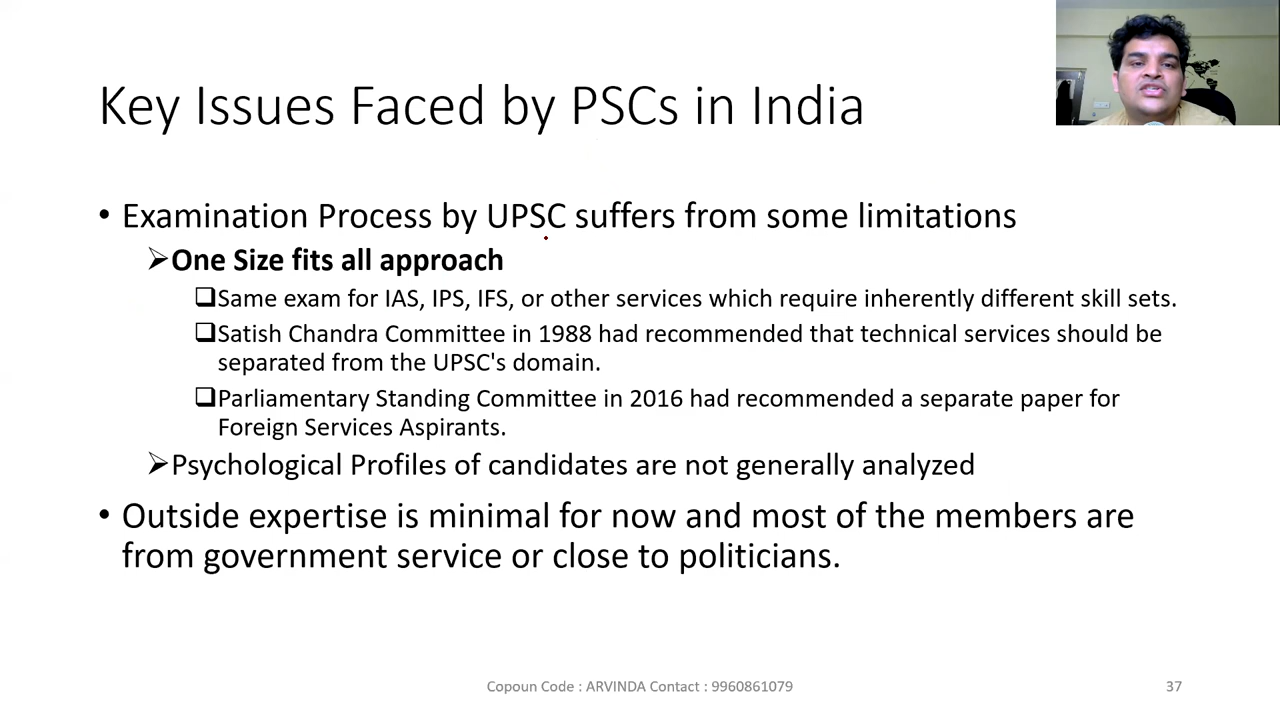 Key Issues Faced by PSCs in India
• Examination Process by UPSC suffers from some limitations
➢One Size fits all approach
❑Same exam for IAS, IPS, IFS, or other services which require inherently different skill sets.
❑Satish Chandra Committee in 1988 had recommended that technical services should be
separated from the UPSC's domain.
❑Parliamentary Standing Committee in 2016 had recommended a separate paper for
Foreign Services Aspirants.
➢Psychological Profiles of candidates are not generally analyzed
• Outside expertise is minimal for now and most of the members are
from government service or close to politicians.
Copoun Code : ARVINDA Contact : 9960861079
37